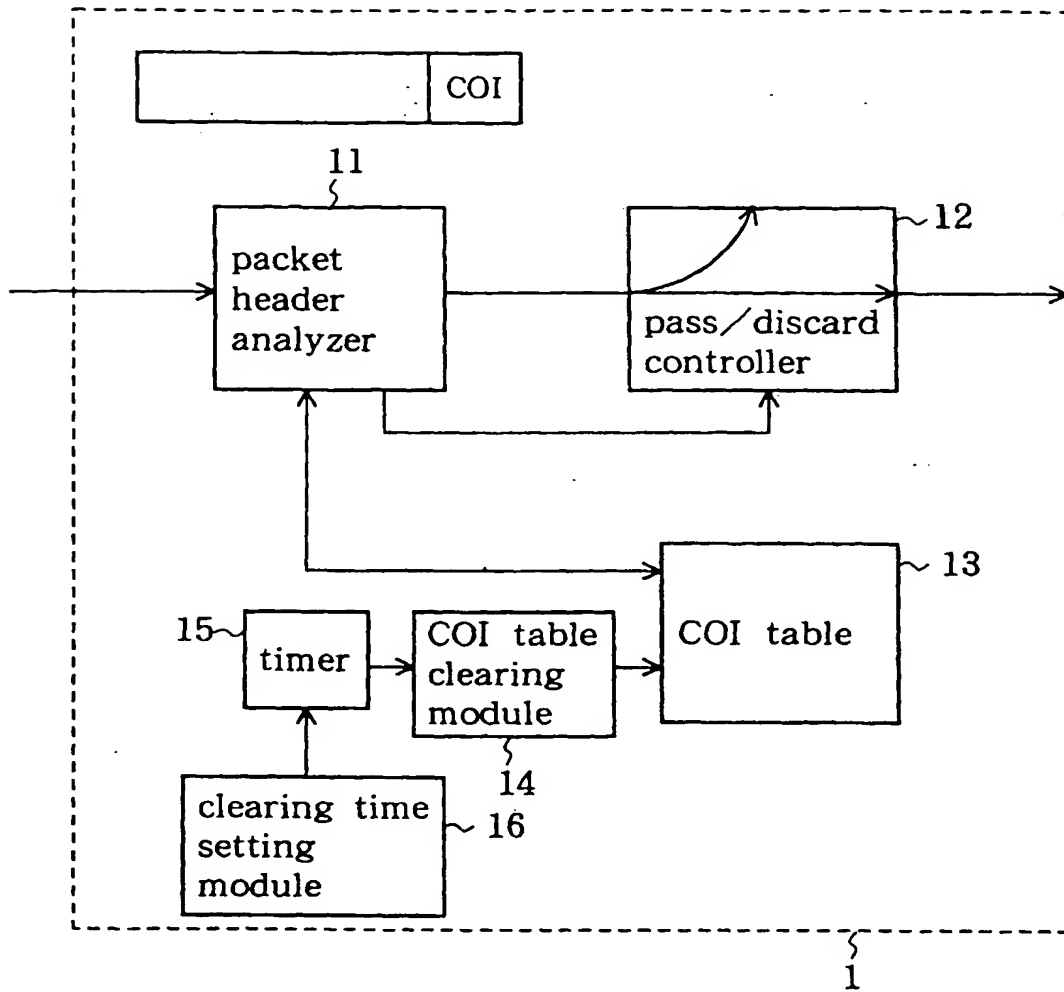 COI
11
packet
header
analyzer
12
pass/discard
controller
13
COI table
15
timer
COI table
clearing
module
14
clearing time
setting
module
16
1